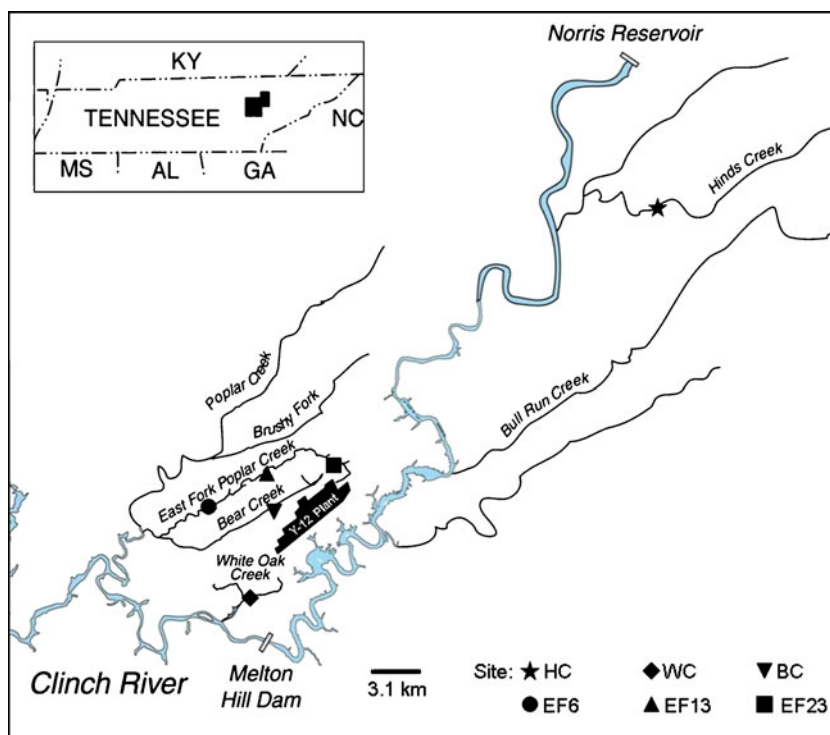 Norris Reservoir
KY
TENNESSEE
NC
MS
AL
GA
Hinds Creek
Poplar Creek
Brushy Fork
Bull Run Creek
East Fork Poplar Creek
Bear Creek
Y-12 Plant
White Oak
Creek
Clinch River
Melton
Hill Dam
3.1 km
Site: HC WC BC
EF6 EF13 EF23